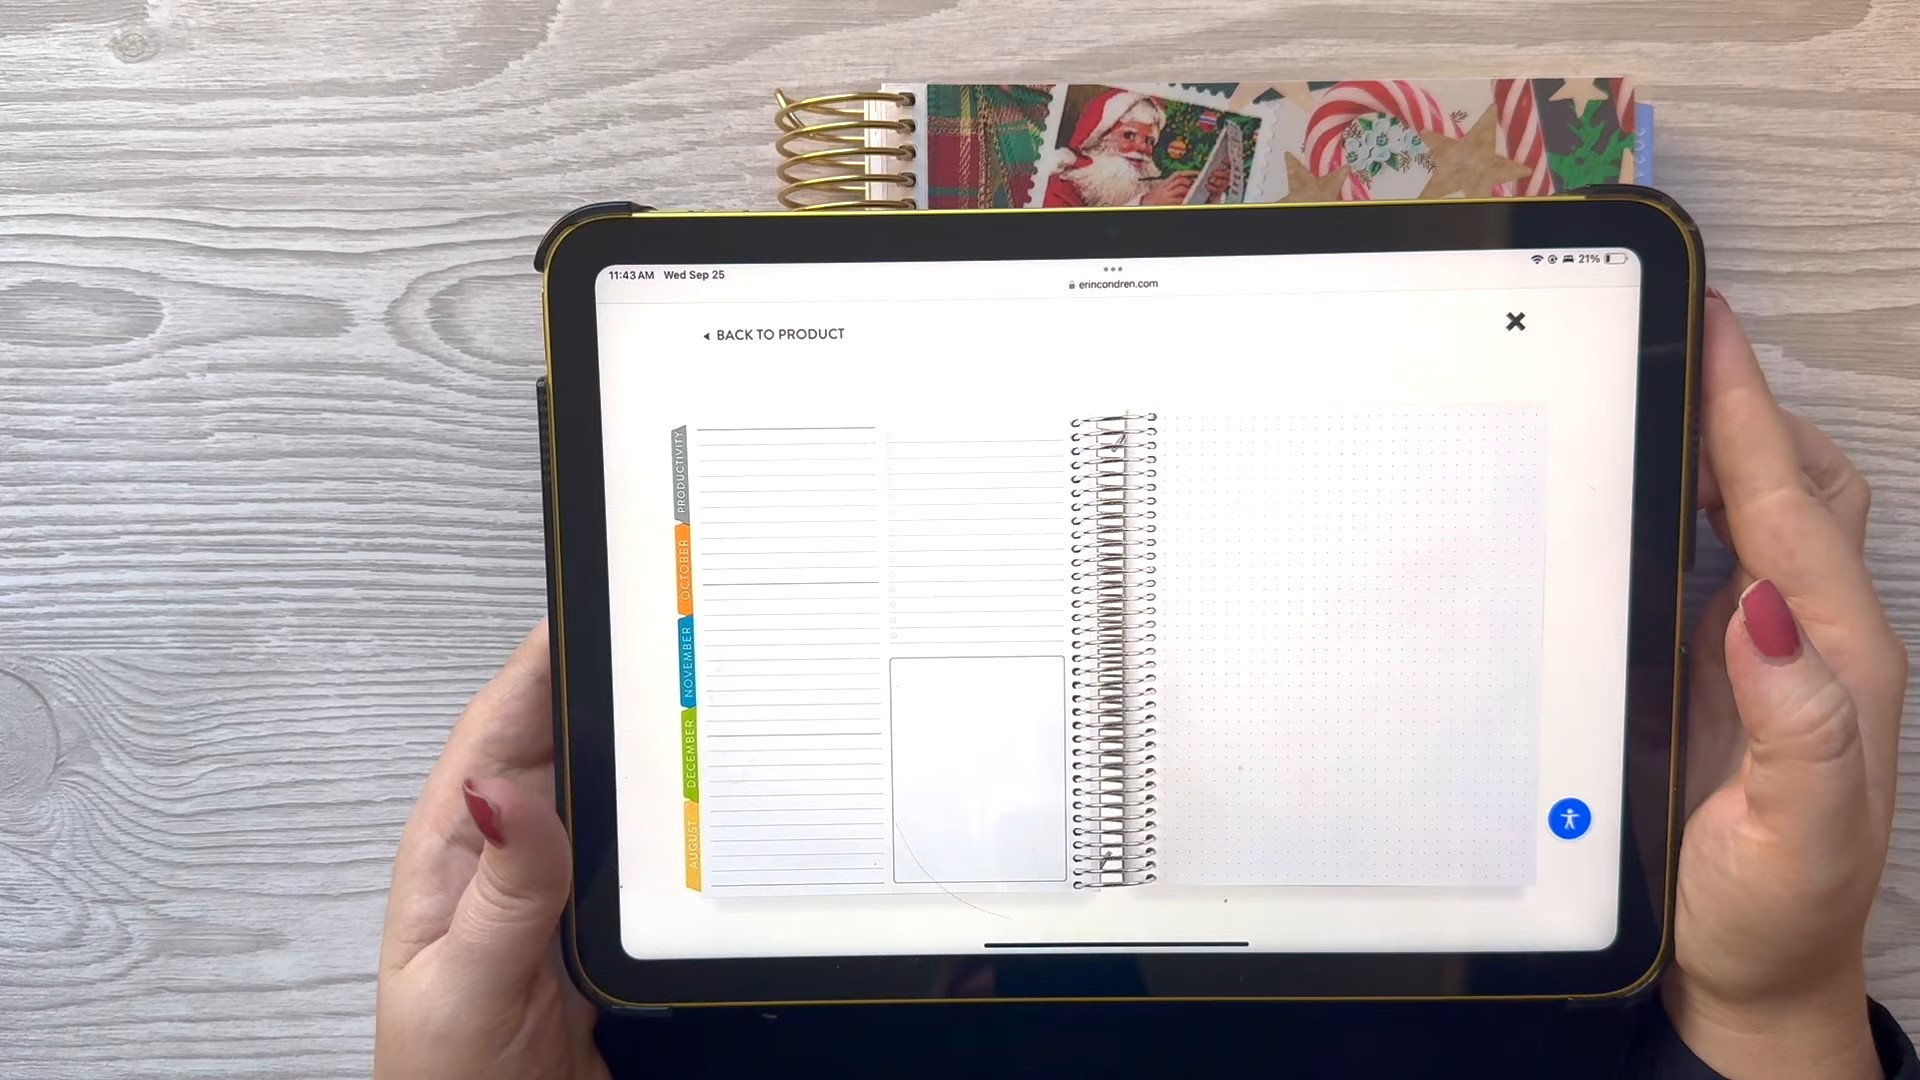 11:43 AM Wed Sep 25
21%
erincondren.com
BACK TO PRODUCT
PRODUCTIVITY
OCTOBER
NOVEMBER
DECEMBER
AUGUST